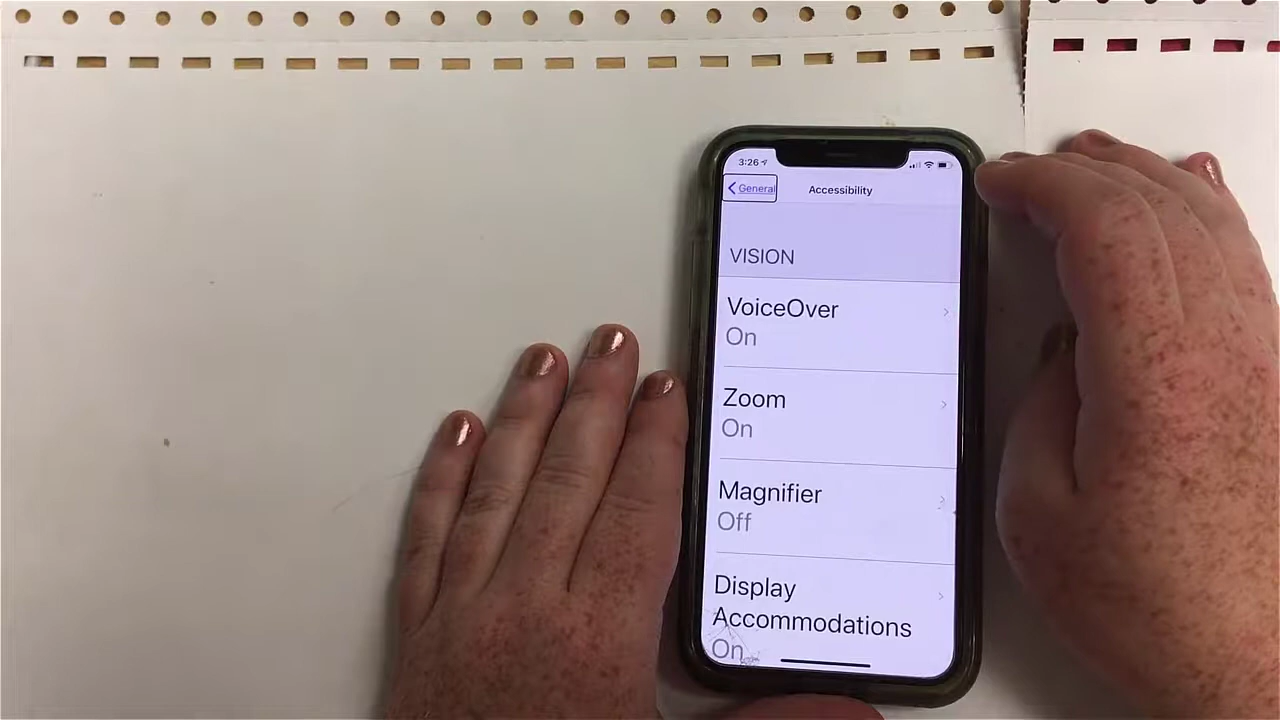 3:26
General
Accessibility
VISION
VoiceOver
On
Zoom
On
Magnifier
Off
Display
Accommodations
On